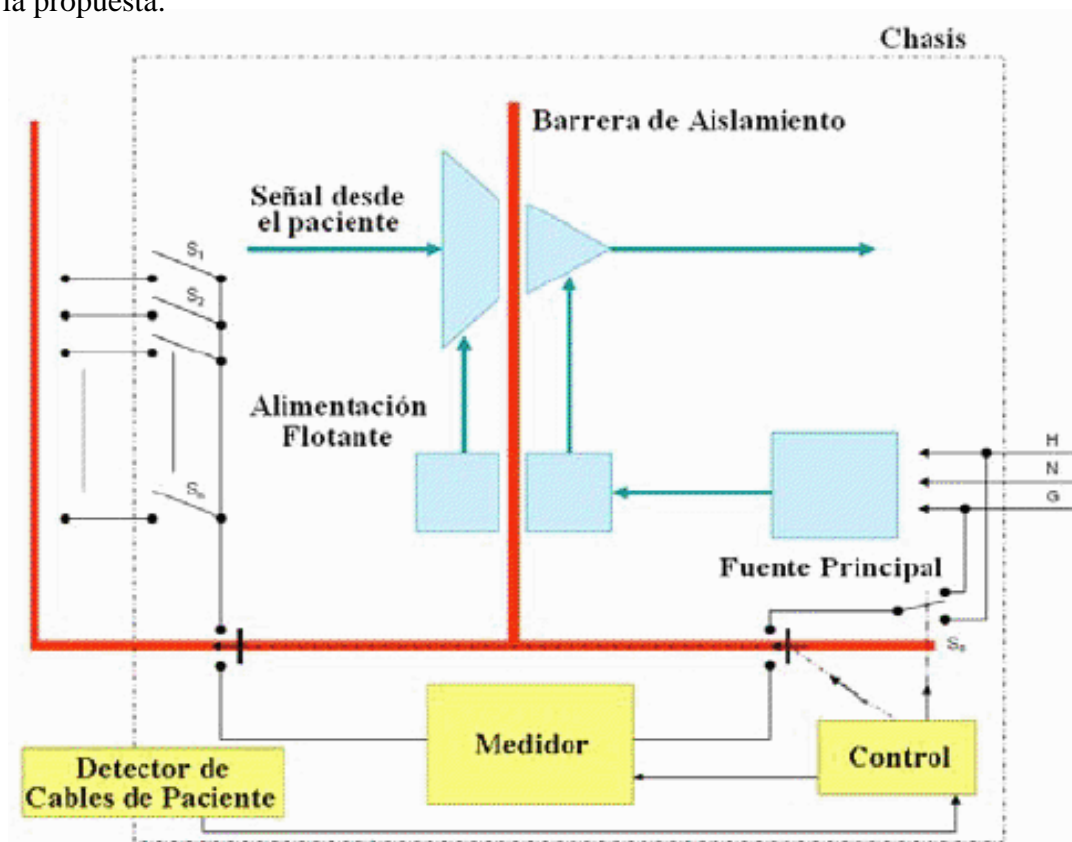 la propuesta.
Chasis
Barrera de Aislamiento
Señal desde
el paciente
S1
S2
Alimentación
Flotante
Sn
H
N
G
Fuente Principal
Medidor
Control
Detector de
Cables de Paciente